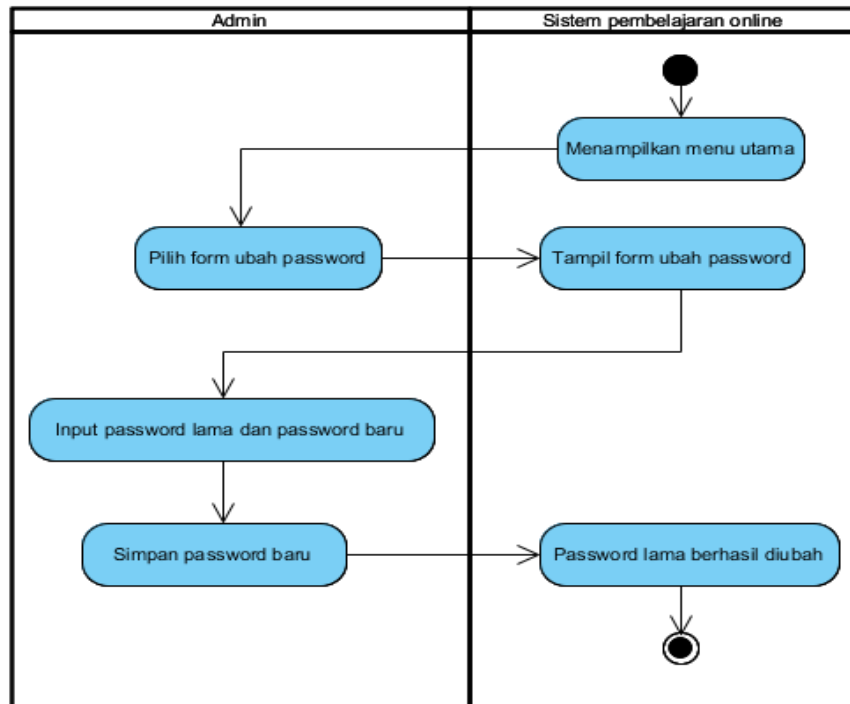 Admin
Sistem pembelajaran online
Menampilkan menu utama
Pilih form ubah password
Tampil form ubah password
Input password lama dan password baru
Simpan password baru
Password lama berhasil diubah